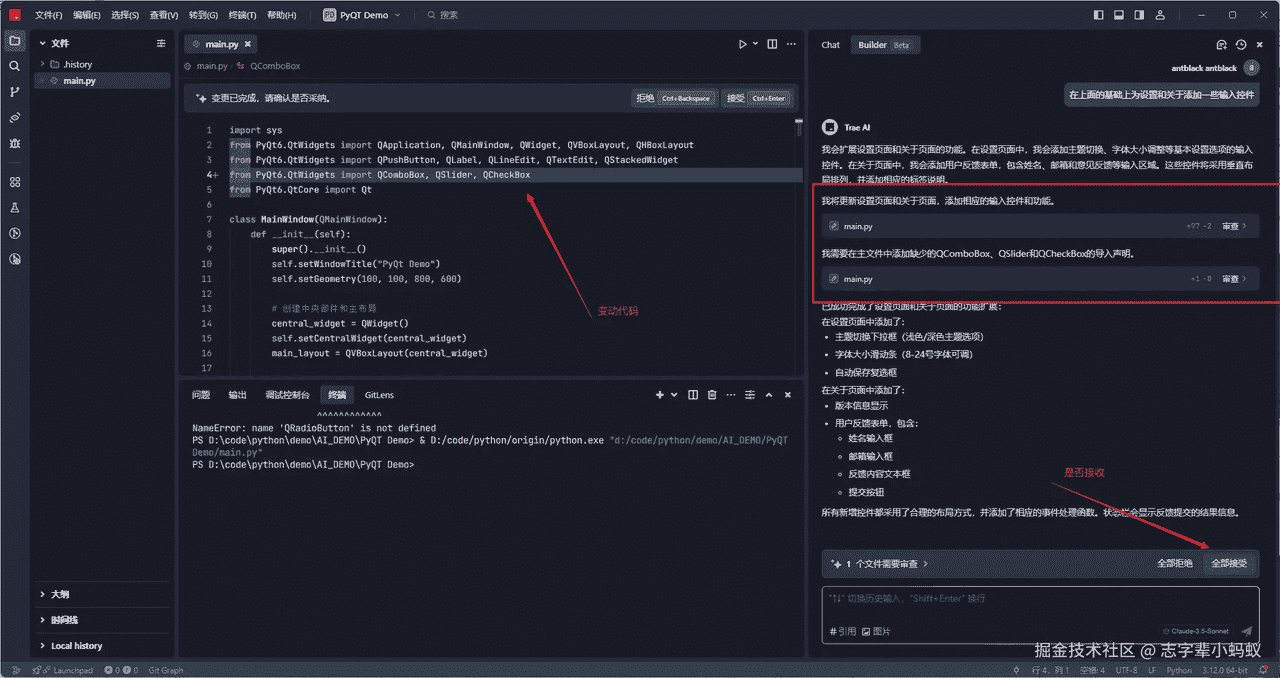 文件(F) 编辑(E) 选择(S) 查看(V) 转到(G) 终端(T) 帮助(H) PD PyQT Demo 搜索
文件
.history
main.py
大纲
时间线
Local history
main.py
main.py QComboBox
变更已完成,请确认是否采纳。 拒绝 Ctrl+Backspace 接受 Ctrl+Enter
1 import sys
2 from PyQt6.QtWidgets import QApplication, QMainWindow, QWidget, QVBoxLayout, QHBoxLayout
3 from PyQt6.QtWidgets import QPushButton, QLabel, QLineEdit, QTextEdit, QStackedWidget
4+ from PyQt6.QtWidgets import QComboBox, QSlider, QCheckBox
5 from PyQt6.QtCore import Qt
6
7 class MainWindow(QMainWindow):
8 def __init__(self):
9 super().__init__()
10 self.setWindowTitle("PyQt Demo")
11 self.setGeometry(100, 100, 800, 600)
12
13 # 创建中央部件和主布局
14 central_widget = QWidget()
15 self.setCentralWidget(central_widget)
16 main_layout = QVBoxLayout(central_widget)
17
变动代码
问题 输出 调试控制台 终端 GitLens
^^^^^^^^^^^^
NameError: name 'QRadioButton' is not defined
PS D:\code\python\demo\AI_DEMO\PyQT Demo> & D:/code/python/origin/python.exe "d:/code/python/demo/AI_DEMO/PyQT
Demo/main.py"
PS D:\code\python\demo\AI_DEMO\PyQT Demo>
Chat Builder Beta
antblack antblack a
在上面的基础上为设置和关于添加一些输入控件
Trae AI
我会扩展设置页面和关于页面的功能。在设置页面中,我会添加主题切换、字体大小调整等基本设置选项的输入
控件。在关于页面中,我会添加用户反馈表单,包含姓名、邮箱和意见反馈等输入区域。这些控件将采用垂直布
局排列,并添加相应的标签说明。
我将更新设置页面和关于页面,添加相应的输入控件和功能。
main.py +97 -2 审查
我需要在主文件中添加缺少的QComboBox、QSlider和QCheckBox的导入声明。
main.py +1 -0 审查
已成功完成了设置页面和关于页面的功能扩展:
在设置页面中添加了:
• 主题切换下拉框(浅色/深色主题选项)
• 字体大小滑动条(8-24号字体可调)
• 自动保存复选框
在关于页面中添加了:
• 版本信息显示
• 用户反馈表单,包含:
◦ 姓名输入框
◦ 邮箱输入框
◦ 反馈内容文本框
◦ 提交按钮
所有新增控件都采用了合理的布局方式,并添加了相应的事件处理函数。状态栏会显示反馈提交的结果信息。
是否接收
1 个文件需要审查 全部拒绝 全部接受
"↑↓" 切换历史输入,"Shift+Enter" 换行
# 引用 图片 Claude-3.5-Sonnet
掘金技术社区 @ 志字辈小蚂蚁
Launchpad 0 0 Git Graph 行 4,列 1 空格: 4 UTF-8 LF Python 3.12.0 64-bit